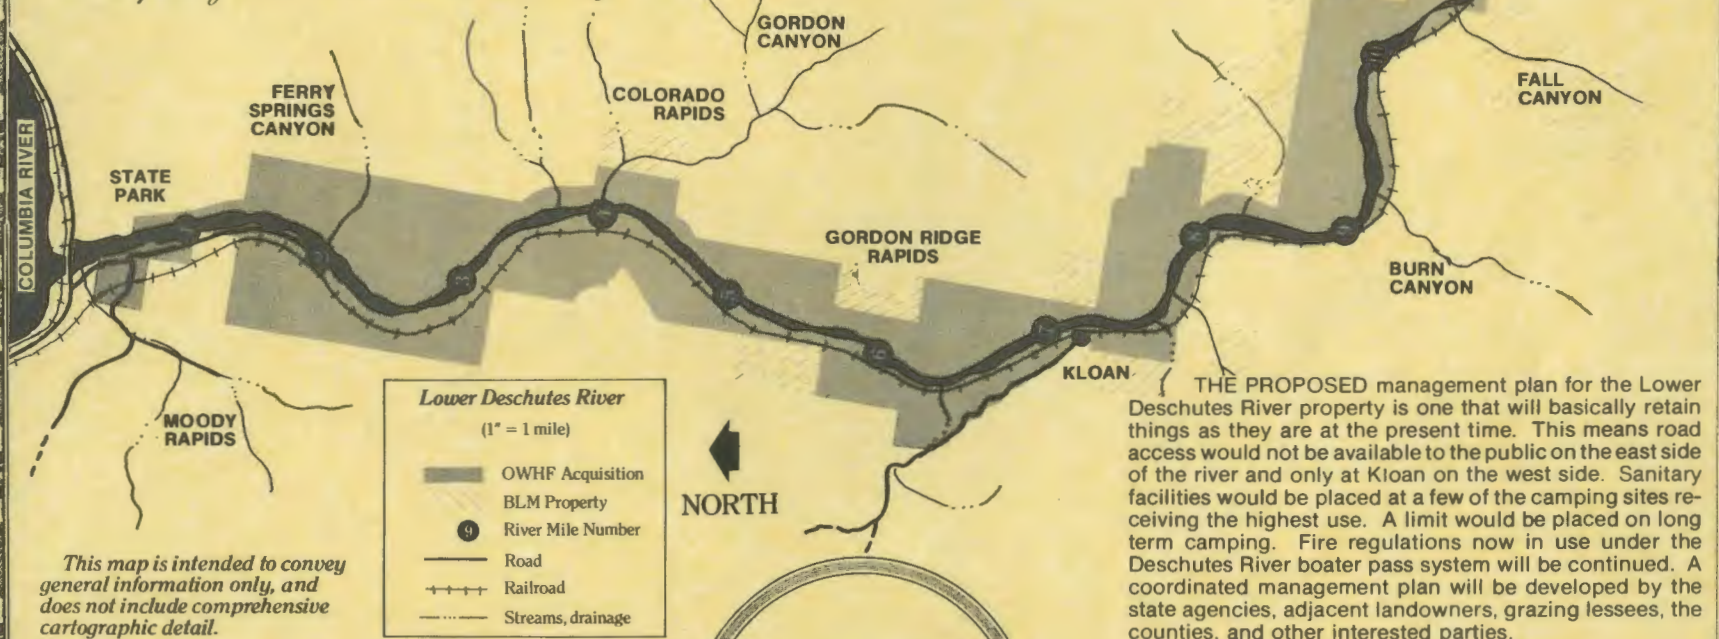 GORDON
CANYON
FERRY
SPRINGS
CANYON
COLORADO
RAPIDS
FALL
CANYON
COLUMBIA RIVER
STATE
PARK
GORDON RIDGE
RAPIDS
BURN
CANYON
KLOAN
MOODY
RAPIDS
Lower Deschutes River
(1" = 1 mile)
OWHF Acquisition
BLM Property
9 River Mile Number
Road
Railroad
Streams, drainage
NORTH
This map is intended to convey
general information only, and
does not include comprehensive
cartographic detail.
THE PROPOSED management plan for the Lower
Deschutes River property is one that will basically retain
things as they are at the present time. This means road
access would not be available to the public on the east side
of the river and only at Kloan on the west side. Sanitary
facilities would be placed at a few of the camping sites re-
ceiving the highest use. A limit would be placed on long
term camping. Fire regulations now in use under the
Deschutes River boater pass system will be continued. A
coordinated management plan will be developed by the
state agencies, adjacent landowners, grazing lessees, the
counties, and other interested parties.